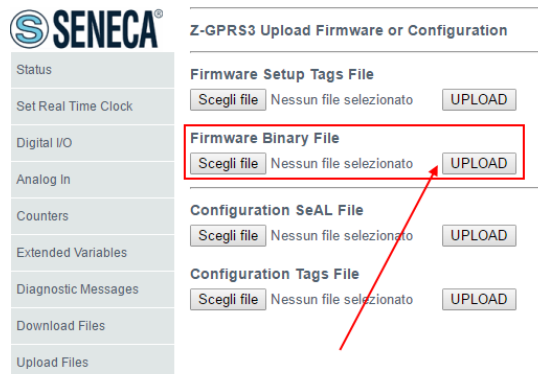 SENECA®
Z-GPRS3 Upload Firmware or Configuration
Status
Set Real Time Clock
Digital I/O
Analog In
Counters
Extended Variables
Diagnostic Messages
Download Files
Upload Files
Firmware Setup Tags File
Scegli file Nessun file selezionato UPLOAD
Firmware Binary File
Scegli file Nessun file selezionato UPLOAD
Configuration SeAL File
Scegli file Nessun file selezionato UPLOAD
Configuration Tags File
Scegli file Nessun file selezionato UPLOAD